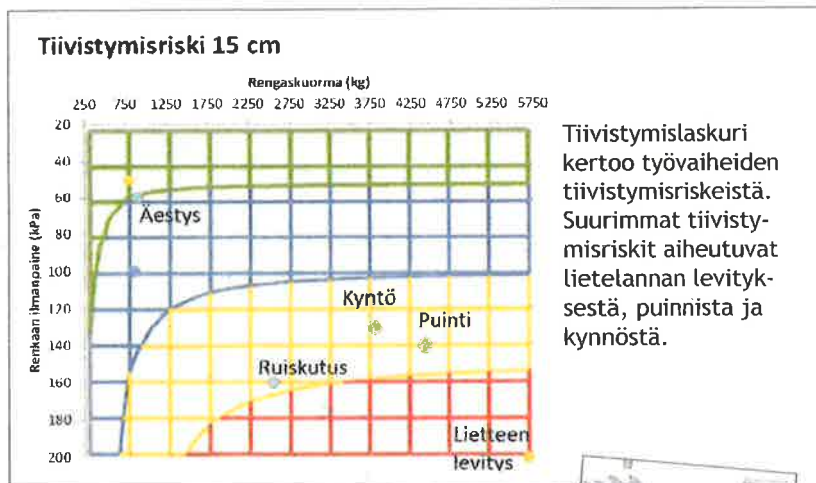 Tiivistymisriski 15 cm
Rengaskuorma (kg)
250 750 1250 1750 2250 2750 3250 3750 4250 4750 5250 5750
Renkaan ilmanpaine (kPa)
20
40
60
80
100
120
140
160
180
200
Äestys
Kyntö
Puinti
Ruiskutus
Lietteen
levitys
Tiivistymislaskuri
kertoo työvaiheiden
tiivistymisriskeistä.
Suurimmat tiivisty-
misriskit aiheutuvat
lietelannan levityk-
sestä, puinnista ja
kynnöstä.